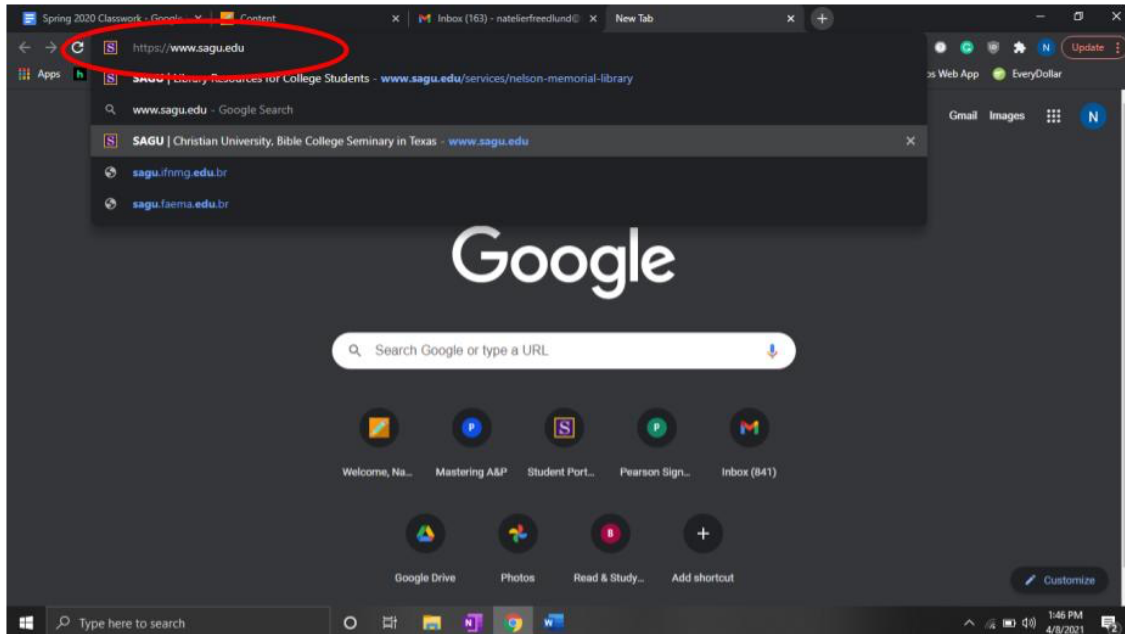 Spring 2020 Classwork - Google
Content
Inbox (163) - natelierfreedlund@
New Tab
https://www.sagu.edu
Update
Apps
h
Web App
EveryDollar
SAGU | Library Resources for College Students - www.sagu.edu/services/nelson-memorial-library
www.sagu.edu - Google Search
SAGU | Christian University, Bible College Seminary in Texas - www.sagu.edu
sagu.ifnmg.edu.br
sagu.faema.edu.br
Gmail Images N
Google
Search Google or type a URL
Welcome, Na... Mastering A&P Student Port... Pearson Sign... Inbox (841)
Google Drive Photos Read & Study... Add shortcut
Customize
Type here to search
1:46 PM
4/8/2021